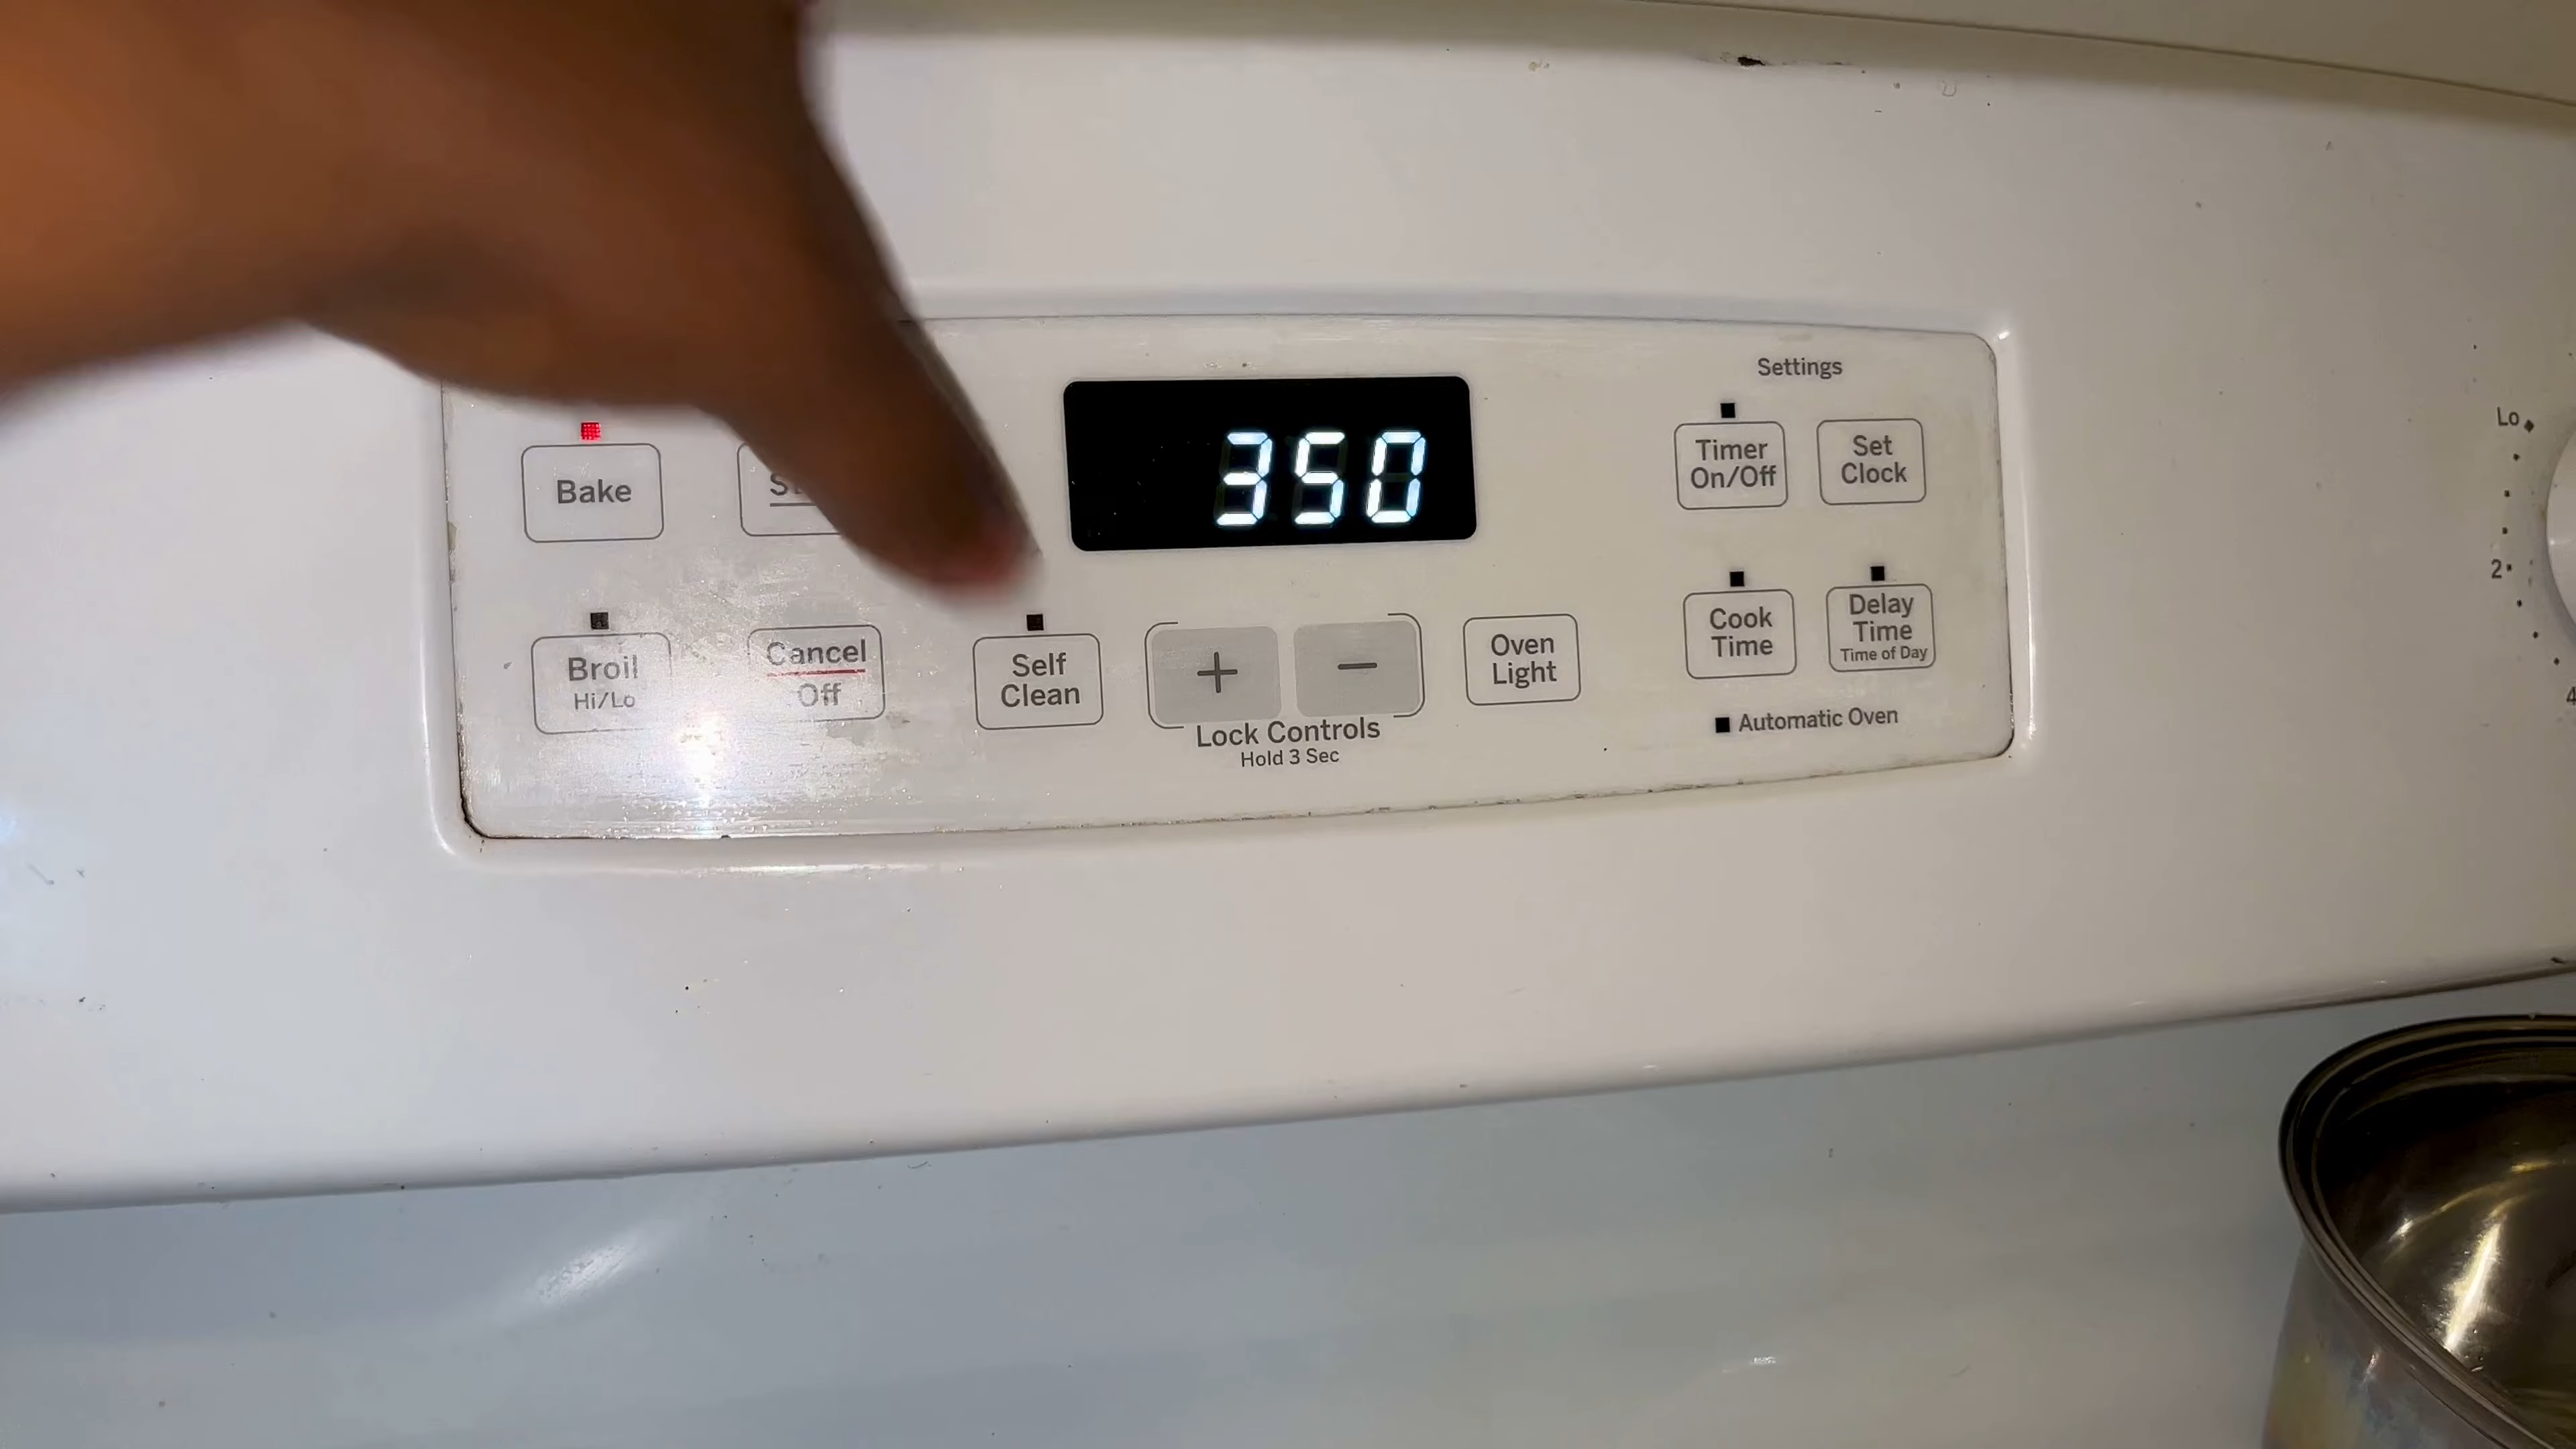 350
Settings
Bake
Timer
On/Off
Set
Clock
Broil
Hi/Lo
Cancel
Off
Self
Clean
+
−
Lock Controls
Hold 3 Sec
Oven
Light
Cook
Time
Delay
Time
Time of Day
Automatic Oven
Lo
2
4